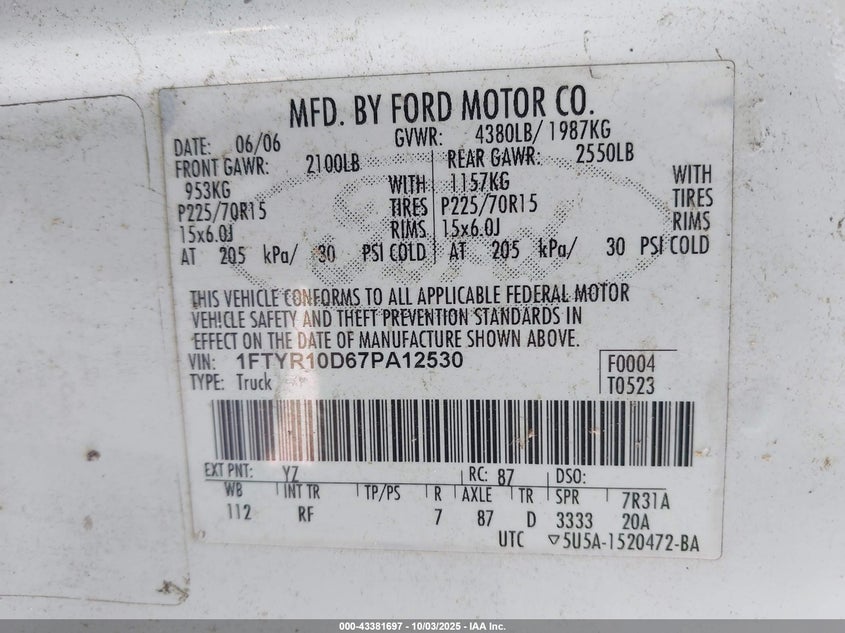 MFD. BY FORD MOTOR CO.
DATE: 06/06 GVWR: 4380LB/ 1987KG
FRONT GAWR: 2100LB REAR GAWR: 2550LB
953KG WITH 1157KG WITH
P225/70R15 TIRES P225/70R15 TIRES
15x6.0J RIMS 15x6.0J RIMS
AT 205 kPa/ 30 PSI COLD AT 205 kPa/ 30 PSI COLD
THIS VEHICLE CONFORMS TO ALL APPLICABLE FEDERAL MOTOR
VEHICLE SAFETY AND THEFT PREVENTION STANDARDS IN
EFFECT ON THE DATE OF MANUFACTURE SHOWN ABOVE.
VIN: 1FTYR10D67PA12530 F0004
TYPE: Truck T0523
EXT PNT: YZ RC: 87 DSO:
WB INT TR TP/PS R AXLE TR SPR 7R31A
112 RF 7 87 D 3333 20A
UTC ▽5U5A-1520472-BA
000-43381697 - 10/03/2025 - IAA Inc.